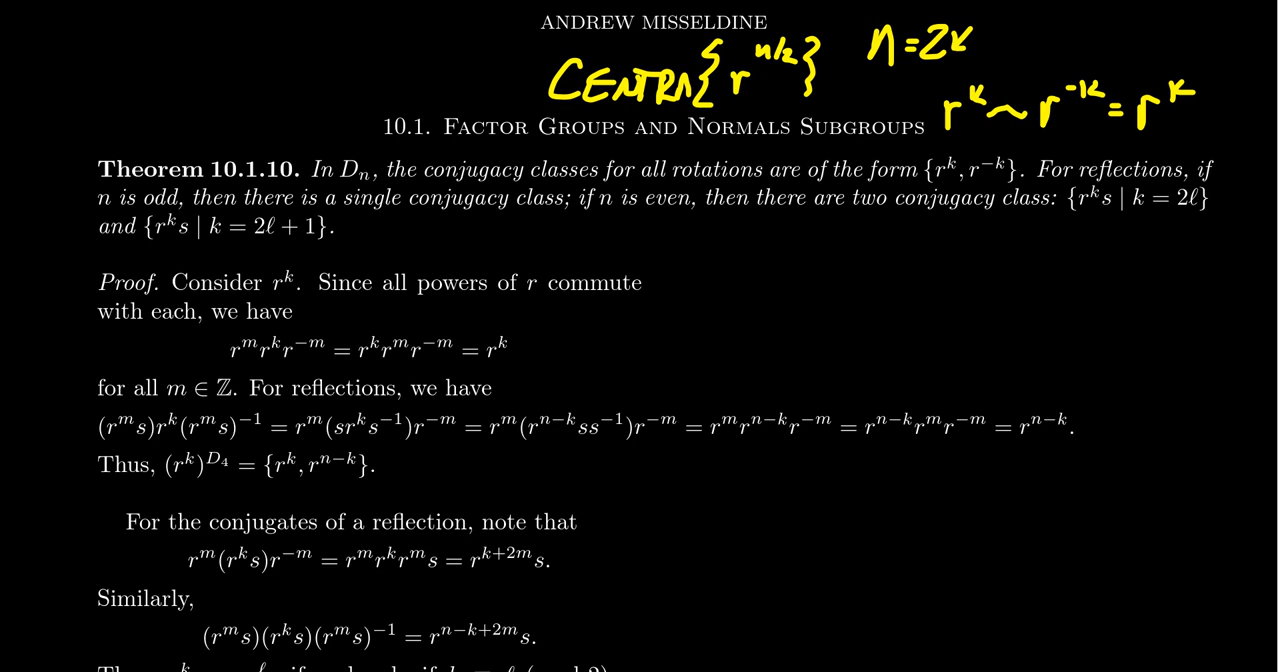 ANDREW MISSELDINE
CENTRA{r^{n/2}} n=2k
r^k ~ r^{-k} = r^k
10.1. FACTOR GROUPS AND NORMALS SUBGROUPS
Theorem 10.1.10. In D_n, the conjugacy classes for all rotations are of the form {r^k, r^{-k}}. For reflections, if
n is odd, then there is a single conjugacy class; if n is even, then there are two conjugacy class: {r^k s | k = 2ℓ}
and {r^k s | k = 2ℓ + 1}.
Proof. Consider r^k. Since all powers of r commute
with each, we have
r^m r^k r^{-m} = r^k r^m r^{-m} = r^k
for all m ∈ ℤ. For reflections, we have
(r^m s)r^k(r^m s)^{-1} = r^m(sr^k s^{-1})r^{-m} = r^m(r^{n-k}ss^{-1})r^{-m} = r^m r^{n-k}r^{-m} = r^{n-k}r^m r^{-m} = r^{n-k}.
Thus, (r^k)^{D_4} = {r^k, r^{n-k}}.
For the conjugates of a reflection, note that
r^m(r^k s)r^{-m} = r^m r^k r^m s = r^{k+2m}s.
Similarly,
(r^m s)(r^k s)(r^m s)^{-1} = r^{n-k+2m}s.